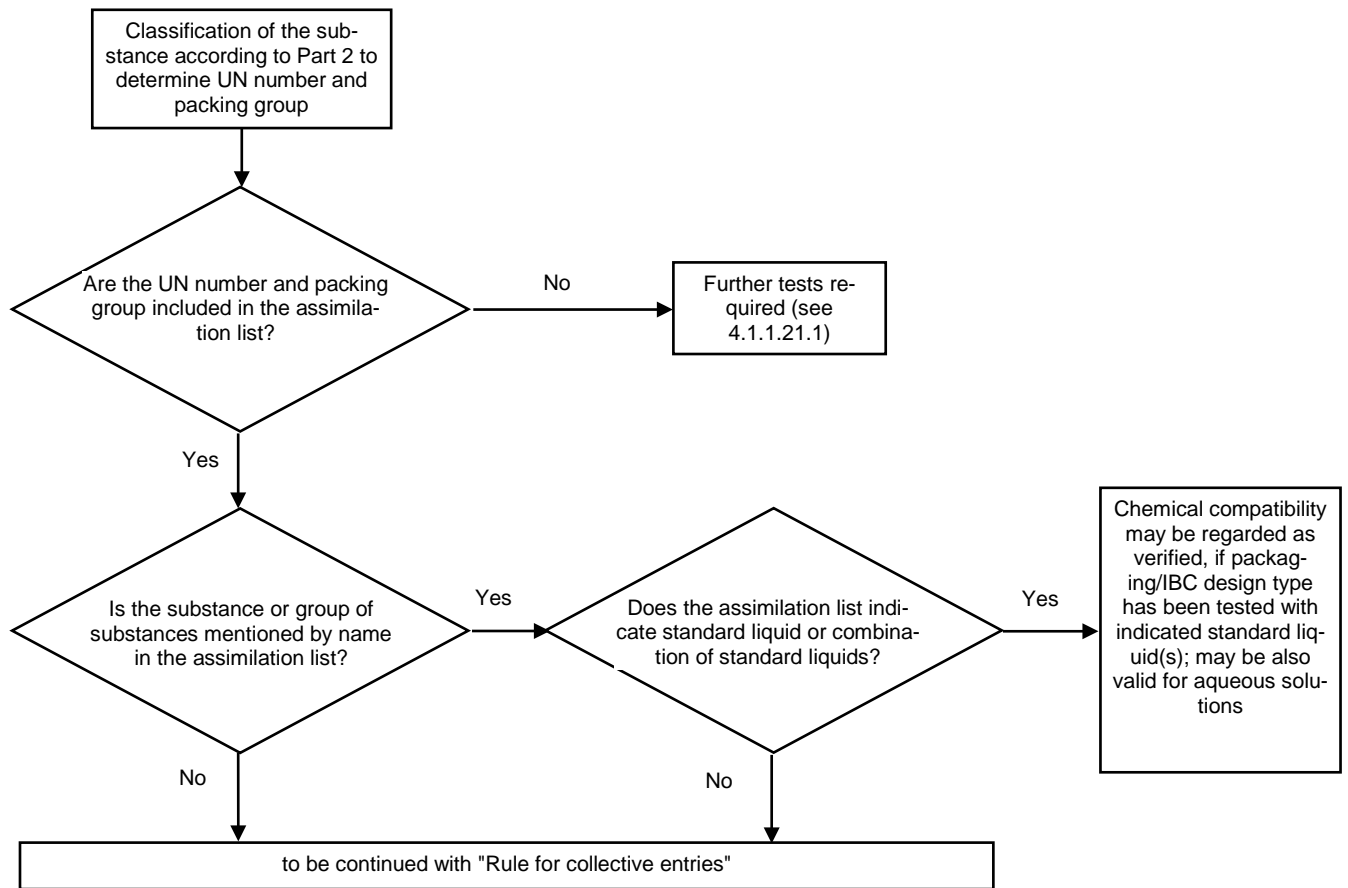 Classification of the sub-
stance according to Part 2 to
determine UN number and
packing group
Are the UN number and packing
group included in the assimila-
tion list?
No
Further tests re-
quired (see
4.1.1.21.1)
Yes
Is the substance or group of
substances mentioned by name
in the assimilation list?
Yes
Does the assimilation list indi-
cate standard liquid or combina-
tion of standard liquids?
Yes
Chemical compatibility
may be regarded as
verified, if packag-
ing/IBC design type
has been tested with
indicated standard liq-
uid(s); may be also
valid for aqueous solu-
tions
No
No
to be continued with "Rule for collective entries"